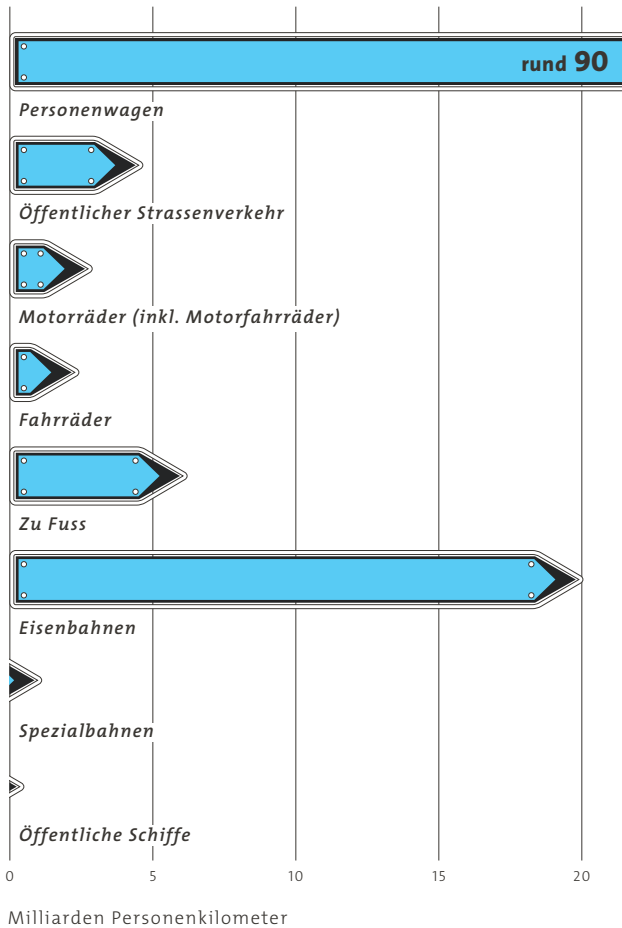 rund 90
Personenwagen
Öffentlicher Strassenverkehr
Motorräder (inkl. Motorfahrräder)
Fahrräder
Zu Fuss
Eisenbahnen
Spezialbahnen
Öffentliche Schiffe
0 5 10 15 20
Milliarden Personenkilometer